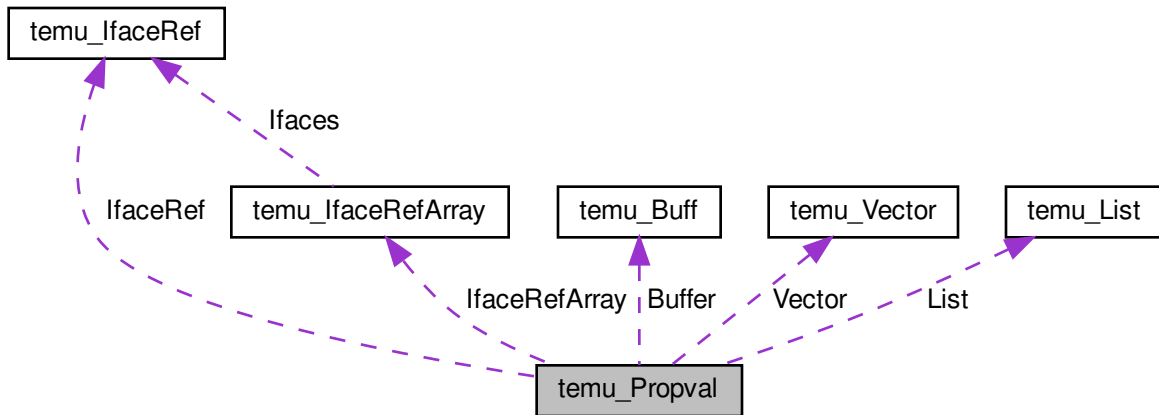 temu_IfaceRef
Ifaces
IfaceRef
temu_IfaceRefArray
temu_Buff
temu_Vector
temu_List
IfaceRefArray
Buffer
Vector
List
temu_Propval